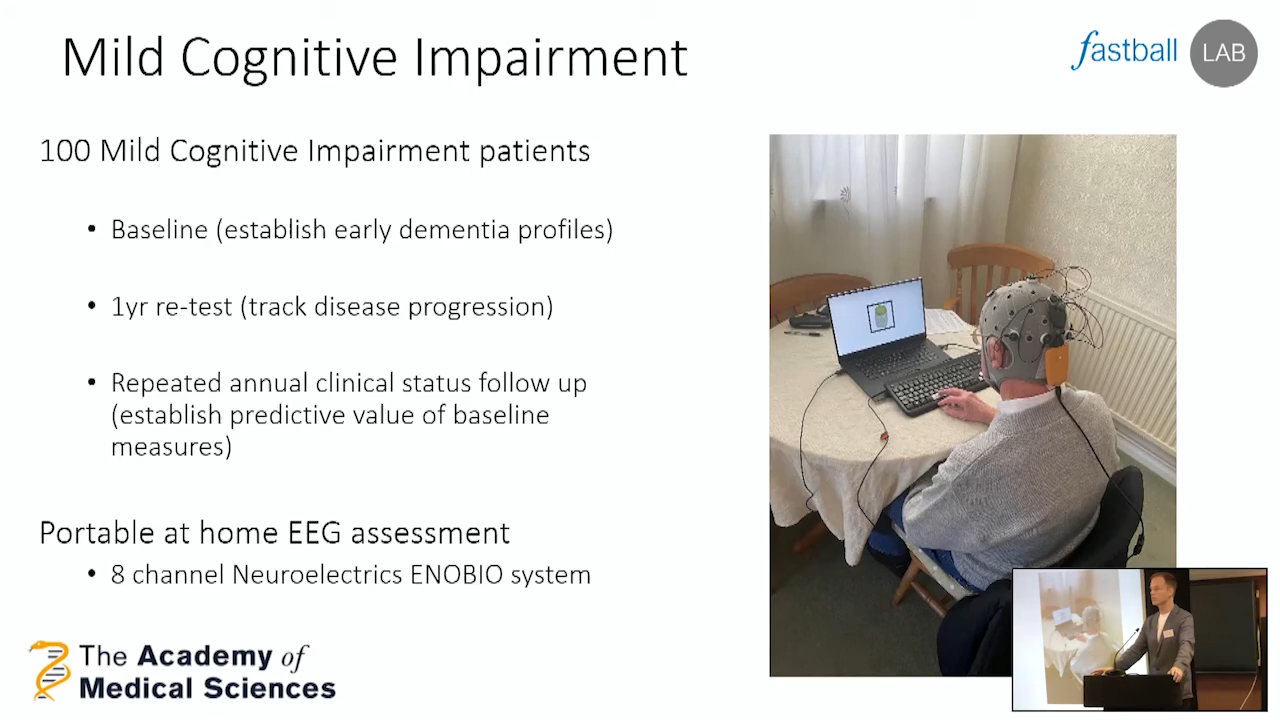 Mild Cognitive Impairment
fastball LAB
100 Mild Cognitive Impairment patients
• Baseline (establish early dementia profiles)
• 1yr re-test (track disease progression)
• Repeated annual clinical status follow up
(establish predictive value of baseline
measures)
Portable at home EEG assessment
• 8 channel Neuroelectrics ENOBIO system
The Academy of
Medical Sciences